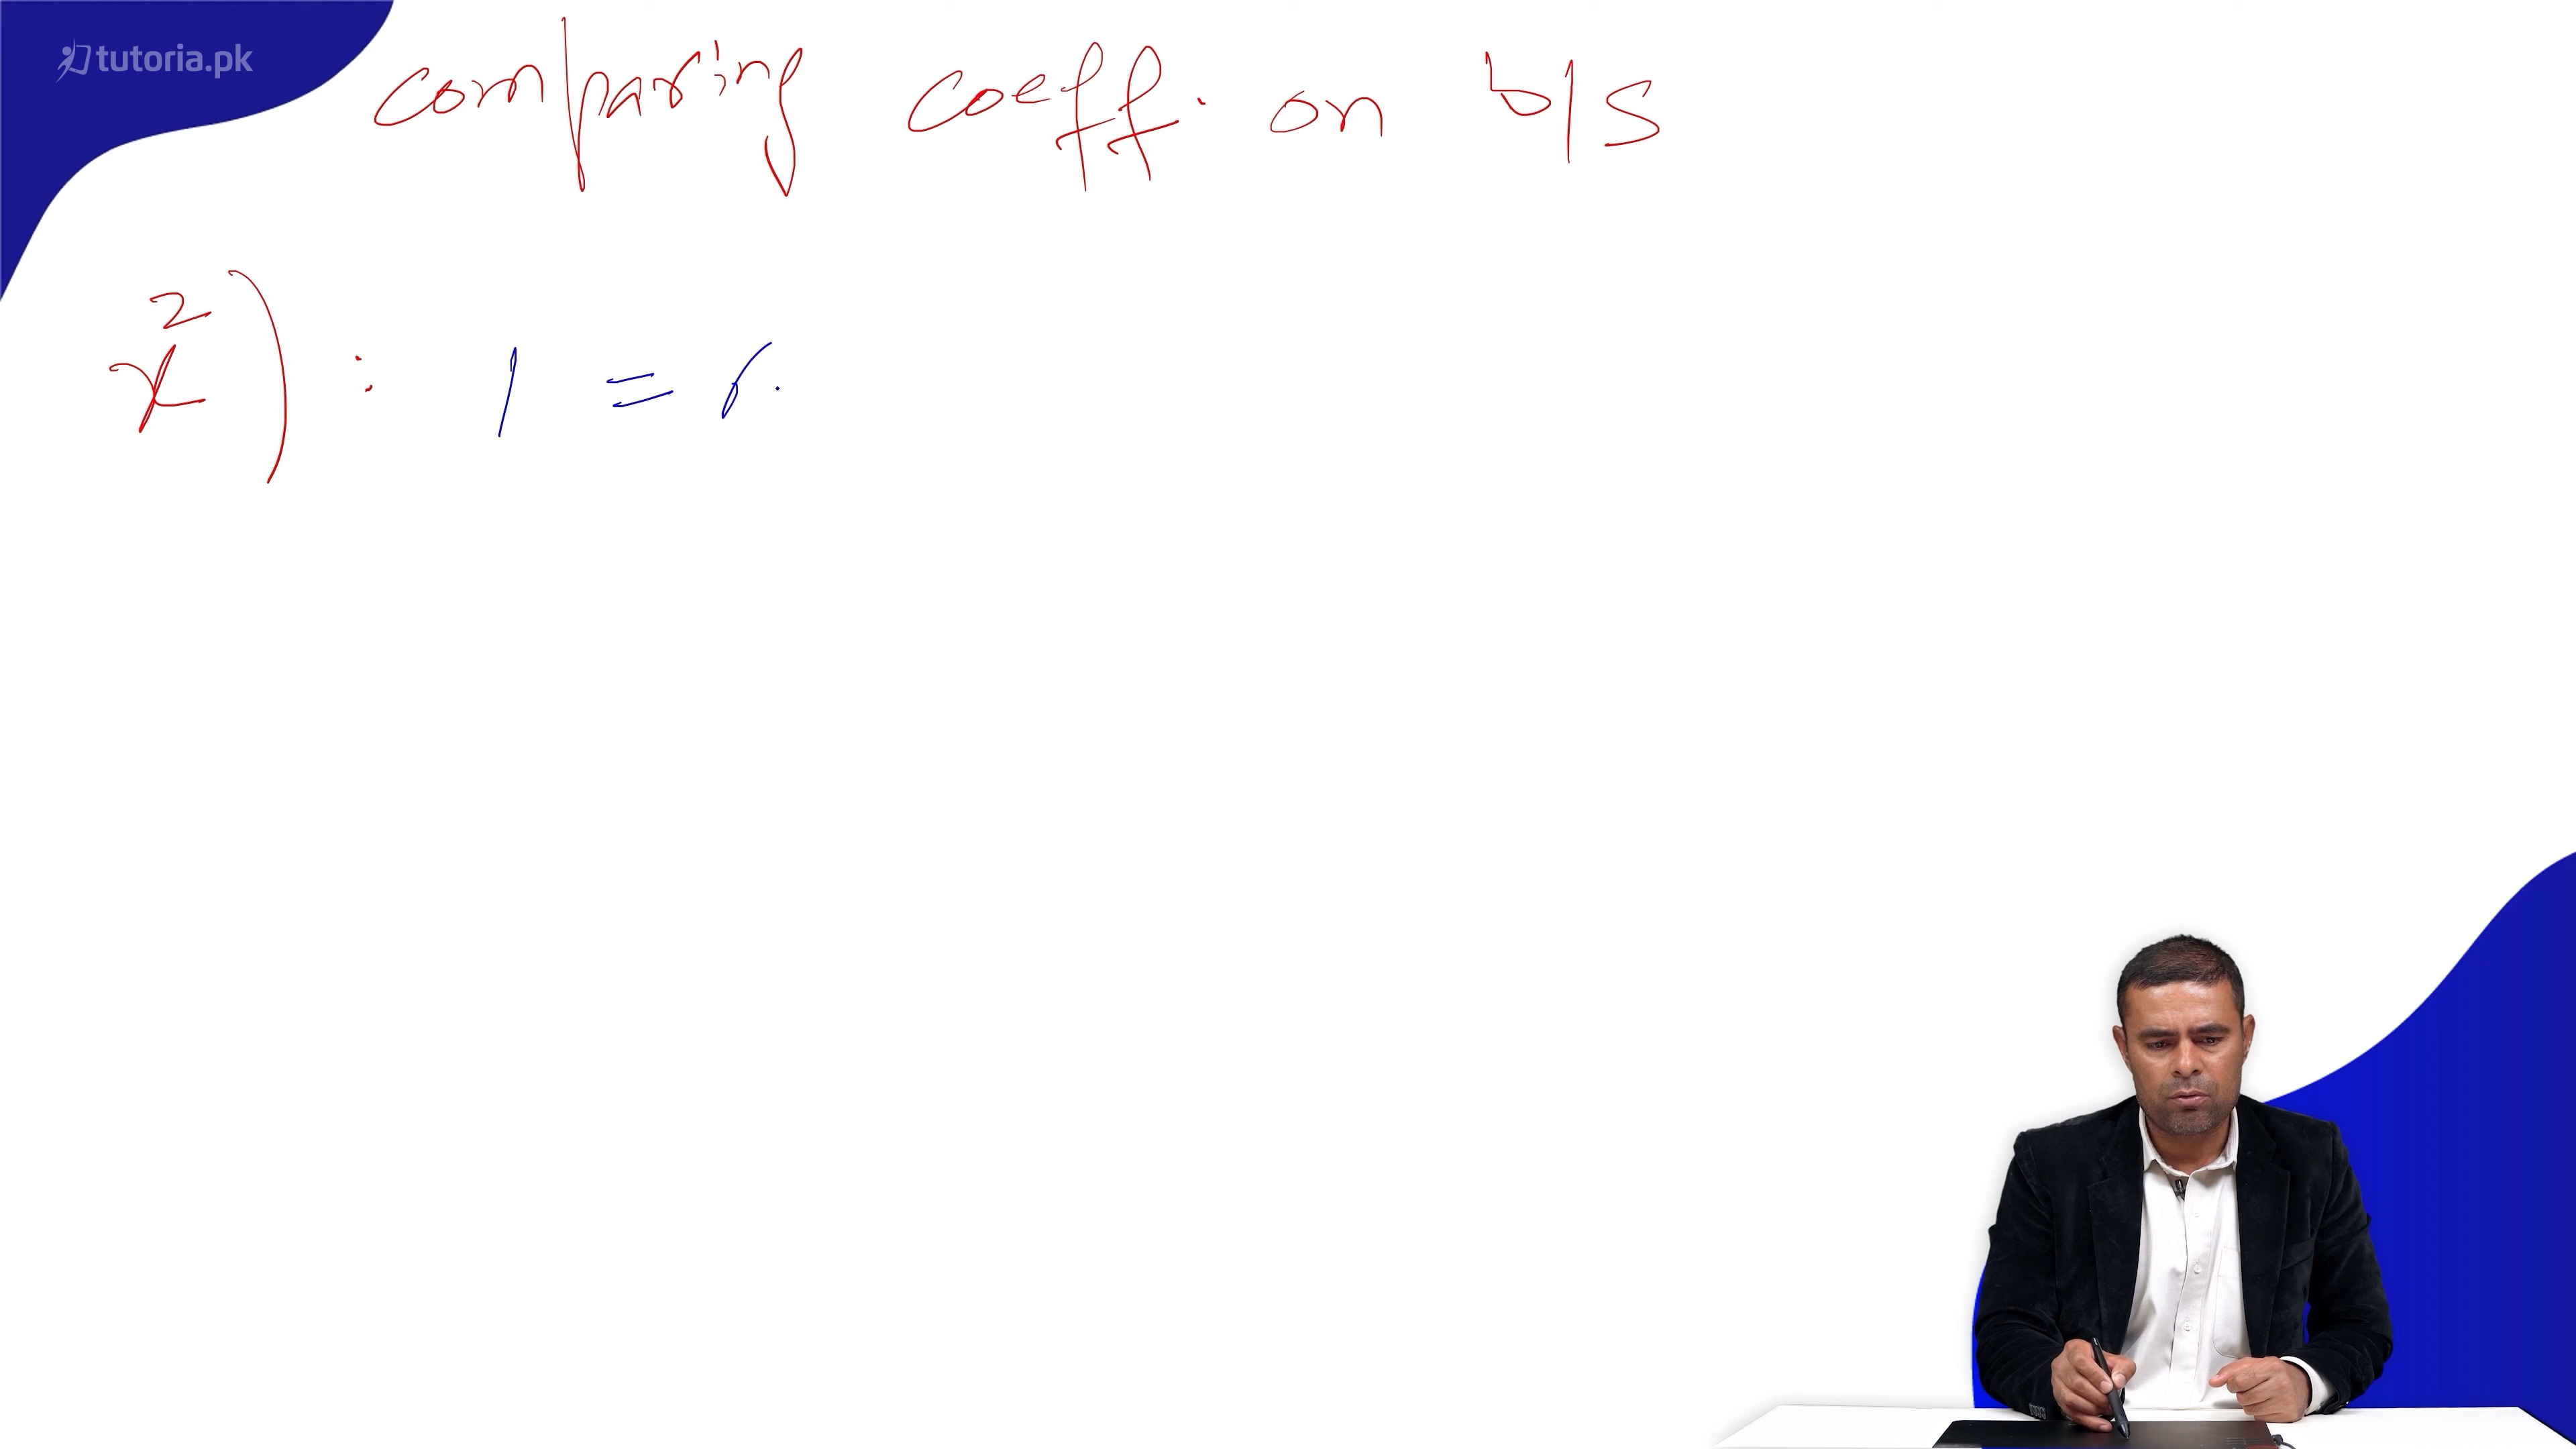 tutoria.pk
comparing coeff. on b/s
x²) : 1 =